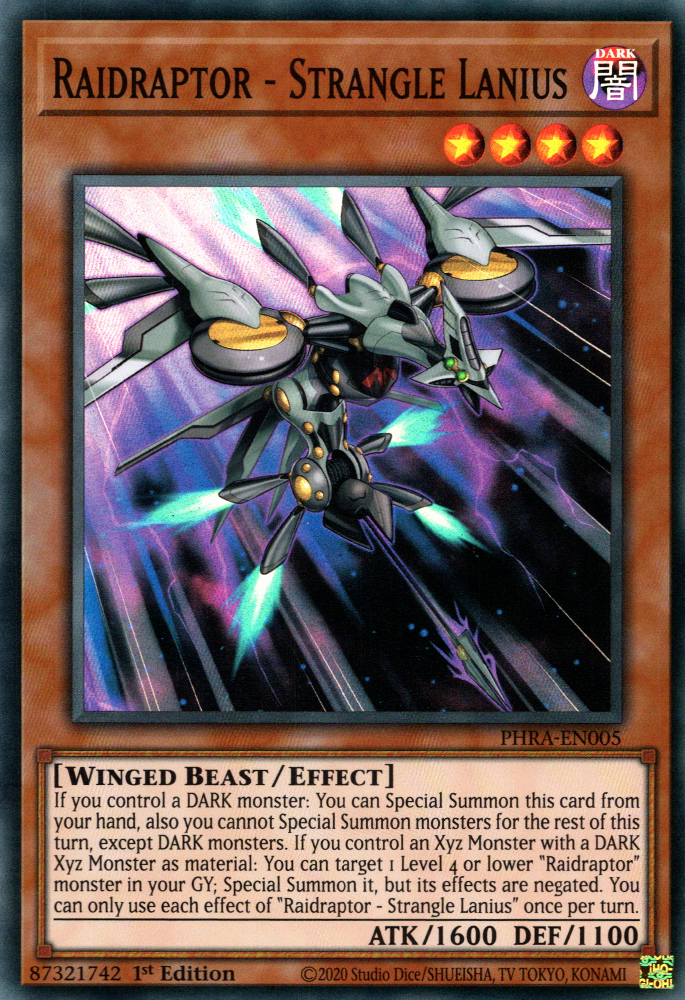 Raidraptor - Strangle Lanius
DARK
闇
PHRA-EN005
[Winged Beast/Effect]
If you control a DARK monster: You can Special Summon this card from
your hand, also you cannot Special Summon monsters for the rest of this
turn, except DARK monsters. If you control an Xyz Monster with a DARK
Xyz Monster as material: You can target 1 Level 4 or lower "Raidraptor"
monster in your GY; Special Summon it, but its effects are negated. You
can only use each effect of "Raidraptor - Strangle Lanius" once per turn.
ATK/1600 DEF/1100
87321742 1st Edition
©2020 Studio Dice/SHUEISHA, TV TOKYO, KONAMI